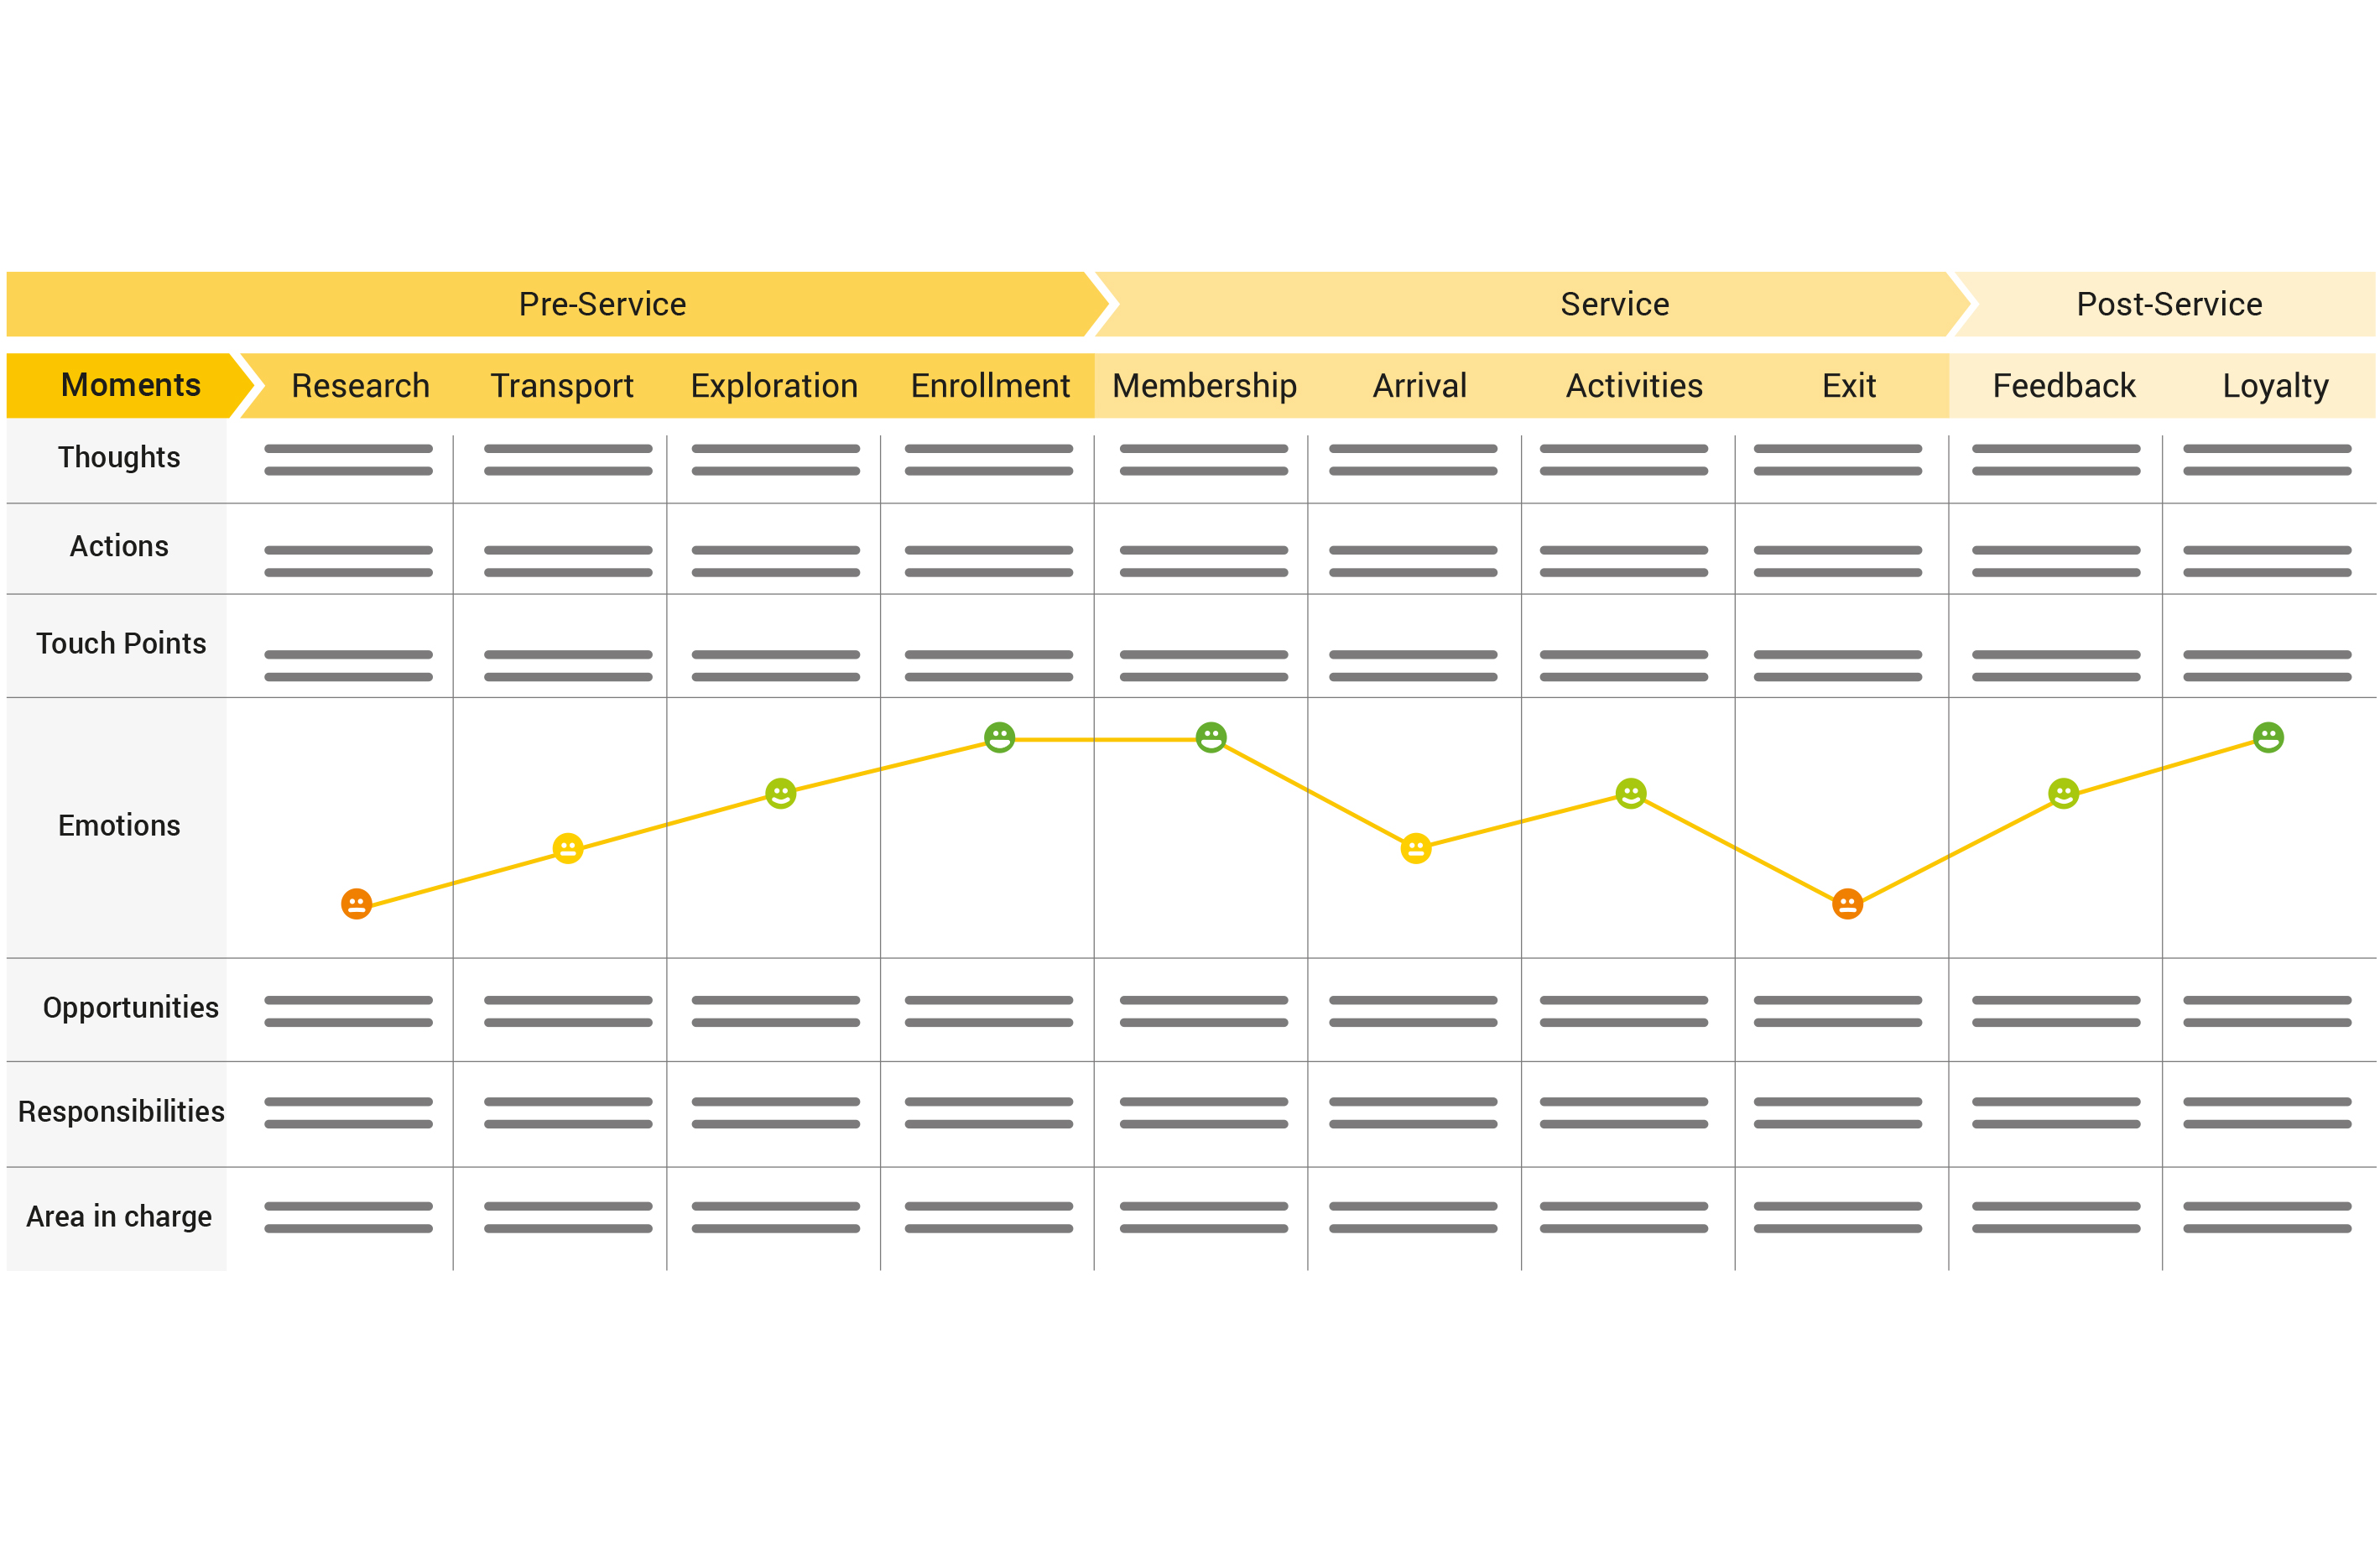 Pre-Service
Service
Post-Service
Moments
Research
Transport
Exploration
Enrollment
Membership
Arrival
Activities
Exit
Feedback
Loyalty
Thoughts
Actions
Touch Points
Emotions
Opportunities
Responsibilities
Area in charge